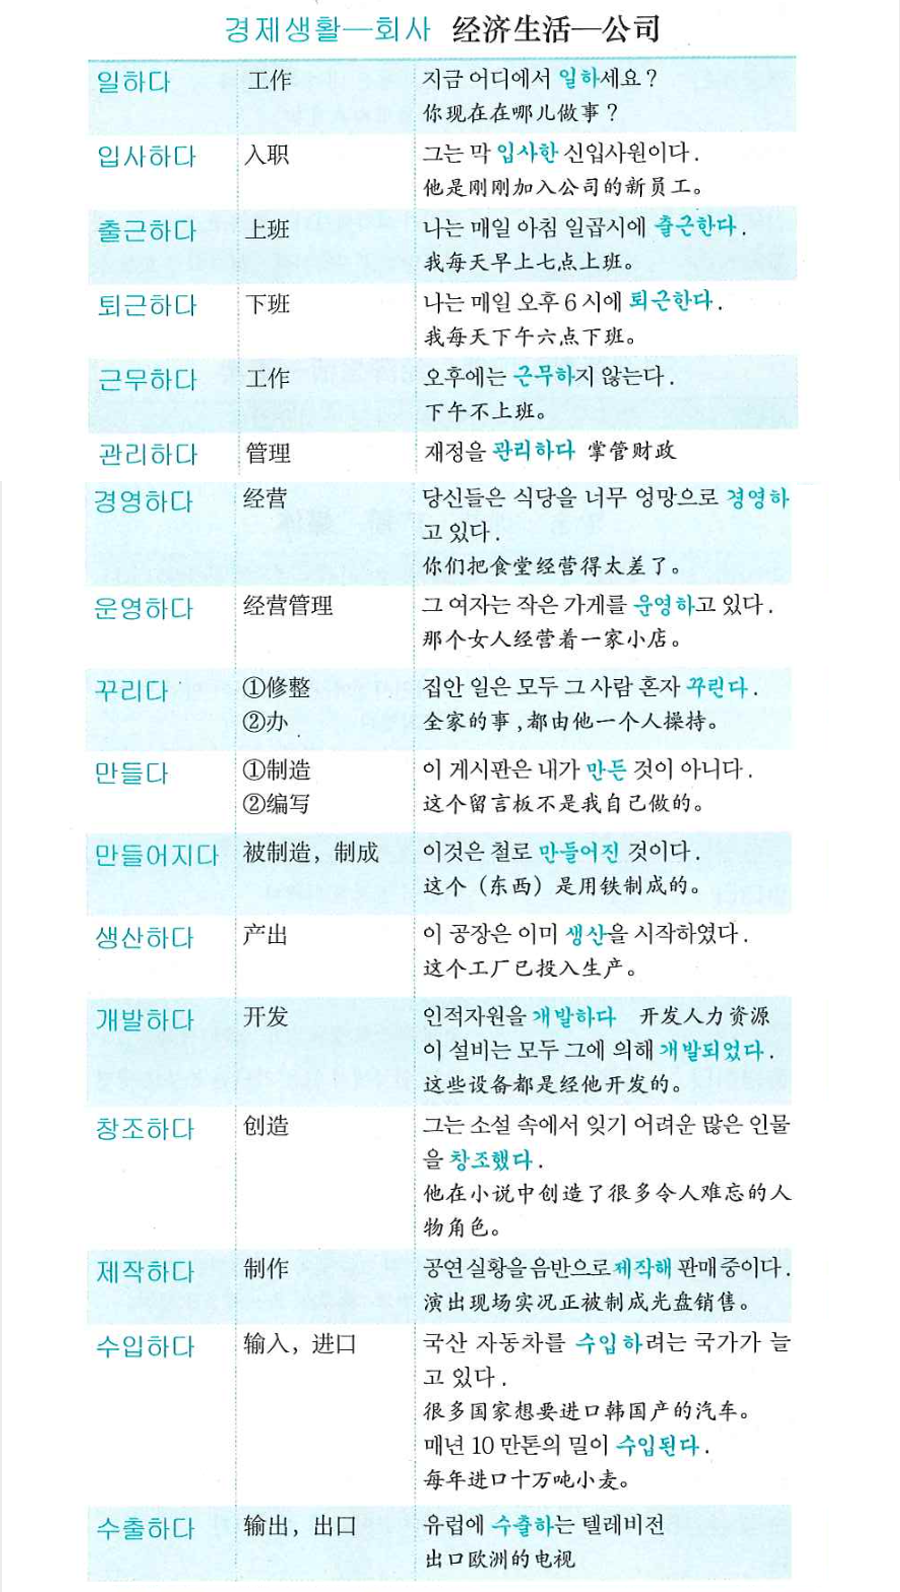 경제생활—회사 经济生活—公司
일하다 工作 지금 어디에서 일하세요?
你现在在哪儿做事?
입사하다 入职 그는 막 입사한 신입사원이다.
他是刚刚加入公司的新员工。
출근하다 上班 나는 매일 아침 일곱시에 출근한다.
我每天早上七点上班。
퇴근하다 下班 나는 매일 오후 6시에 퇴근한다.
我每天下午六点下班。
근무하다 工作 오후에는 근무하지 않는다.
下午不上班。
관리하다 管理 재정을 관리하다 掌管财政
경영하다 经营 당신들은 식당을 너무 엉망으로 경영하
고 있다.
你们把食堂经营得太差了。
운영하다 经营管理 그 여자는 작은 가게를 운영하고 있다.
那个女人经营着一家小店。
꾸리다 ①修整 집안 일은 모두 그 사람 혼자 꾸린다.
②办 全家的事,都由他一个人操持。
만들다 ①制造 이 게시판은 내가 만든 것이 아니다.
②编写 这个留言板不是我自己做的。
만들어지다 被制造，制成 이것은 철로 만들어진 것이다.
这个（东西）是用铁制成的。
생산하다 产出 이 공장은 이미 생산을 시작하였다.
这个工厂已投入生产。
개발하다 开发 인적자원을 개발하다 开发人力资源
이 설비는 모두 그에 의해 개발되었다.
这些设备都是经他开发的。
창조하다 创造 그는 소설 속에서 잊기 어려운 많은 인물
을 창조했다.
他在小说中创造了很多令人难忘的人
物角色。
제작하다 制作 공연실황을 음반으로 제작해 판매중이다.
演出现场实况正被制成光盘销售。
수입하다 输入，进口 국산 자동차를 수입하려는 국가가 늘
고 있다.
很多国家想要进口韩国产的汽车。
매년 10만톤의 밀이 수입된다.
每年进口十万吨小麦。
수출하다 输出，出口 유럽에 수출하는 텔레비전
出口欧洲的电视